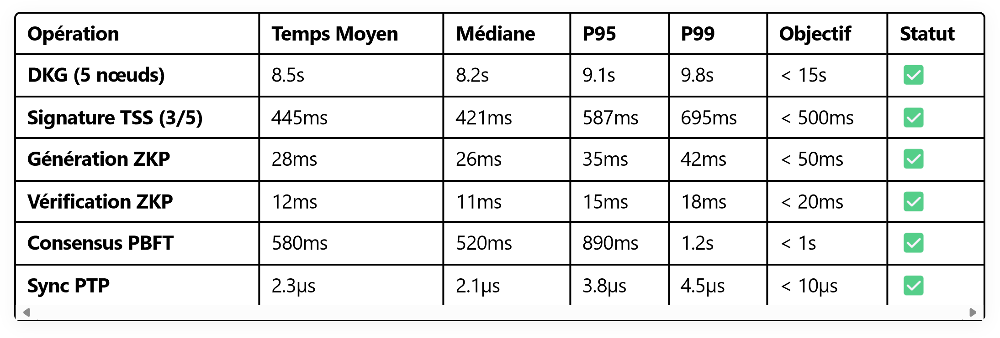 Opération Temps Moyen Médiane P95 P99 Objectif Statut
DKG (5 nœuds) 8.5s 8.2s 9.1s 9.8s < 15s ✅
Signature TSS (3/5) 445ms 421ms 587ms 695ms < 500ms ✅
Génération ZKP 28ms 26ms 35ms 42ms < 50ms ✅
Vérification ZKP 12ms 11ms 15ms 18ms < 20ms ✅
Consensus PBFT 580ms 520ms 890ms 1.2s < 1s ✅
Sync PTP 2.3µs 2.1µs 3.8µs 4.5µs < 10µs ✅